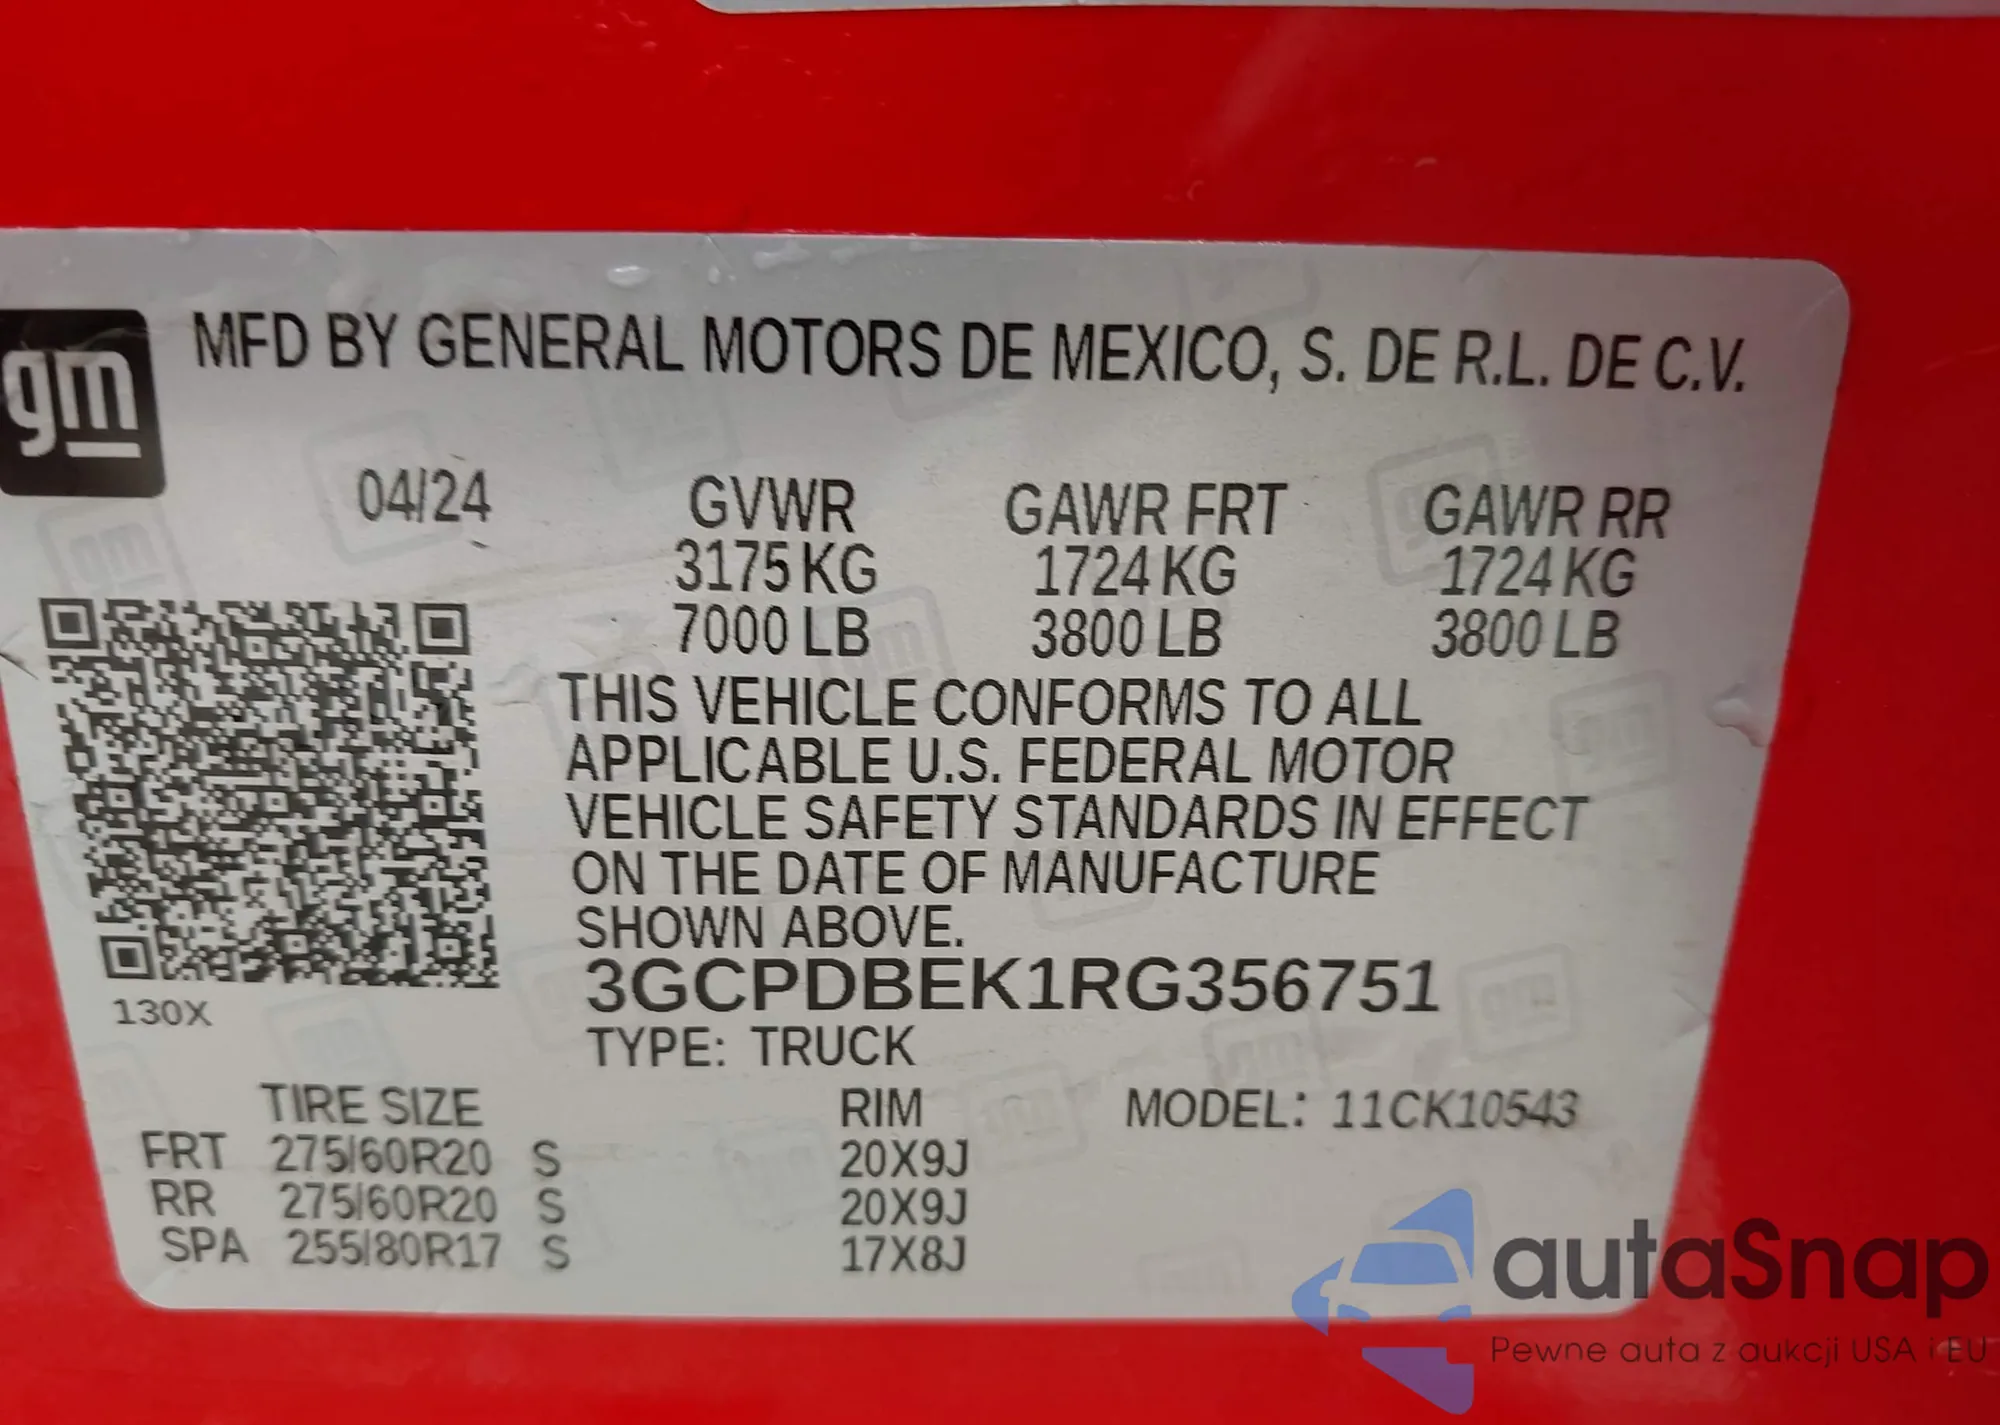 gm
MFD BY GENERAL MOTORS DE MEXICO, S. DE R.L. DE C.V.
04/24 GVWR GAWR FRT GAWR RR
3175 KG 1724 KG 1724 KG
7000 LB 3800 LB 3800 LB
THIS VEHICLE CONFORMS TO ALL
APPLICABLE U.S. FEDERAL MOTOR
VEHICLE SAFETY STANDARDS IN EFFECT
ON THE DATE OF MANUFACTURE
SHOWN ABOVE.
3GCPDBEK1RG356751
130X
TYPE: TRUCK
TIRE SIZE RIM MODEL: 11CK10543
FRT 275/60R20 S 20X9J
RR 275/60R20 S 20X9J
SPA 255/80R17 S 17X8J
autaSnap
Pewne auta z aukcji USA i EU